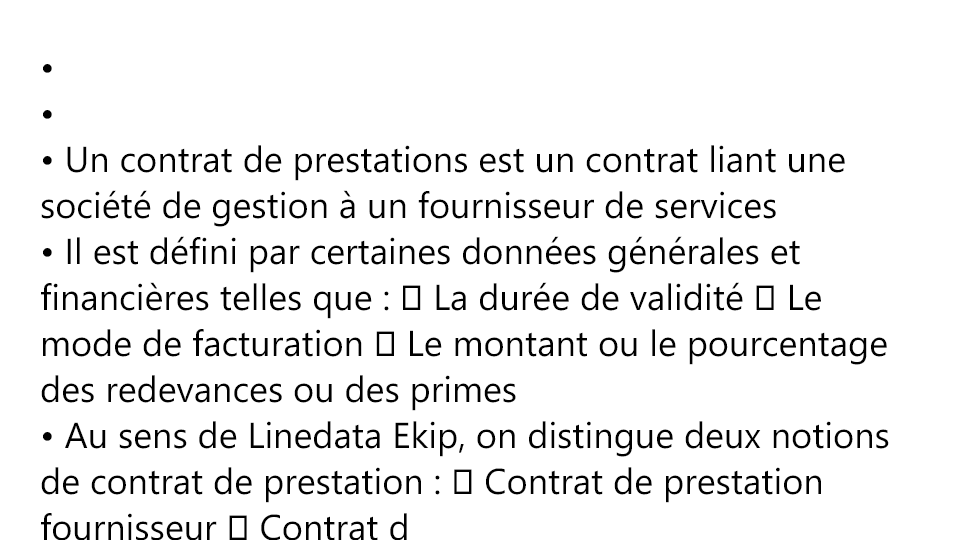 •
•
• Un contrat de prestations est un contrat liant une
société de gestion à un fournisseur de services
• Il est défini par certaines données générales et
financières telles que : ▯ La durée de validité ▯ Le
mode de facturation ▯ Le montant ou le pourcentage
des redevances ou des primes
• Au sens de Linedata Ekip, on distingue deux notions
de contrat de prestation : ▯ Contrat de prestation
fournisseur ▯ Contrat d